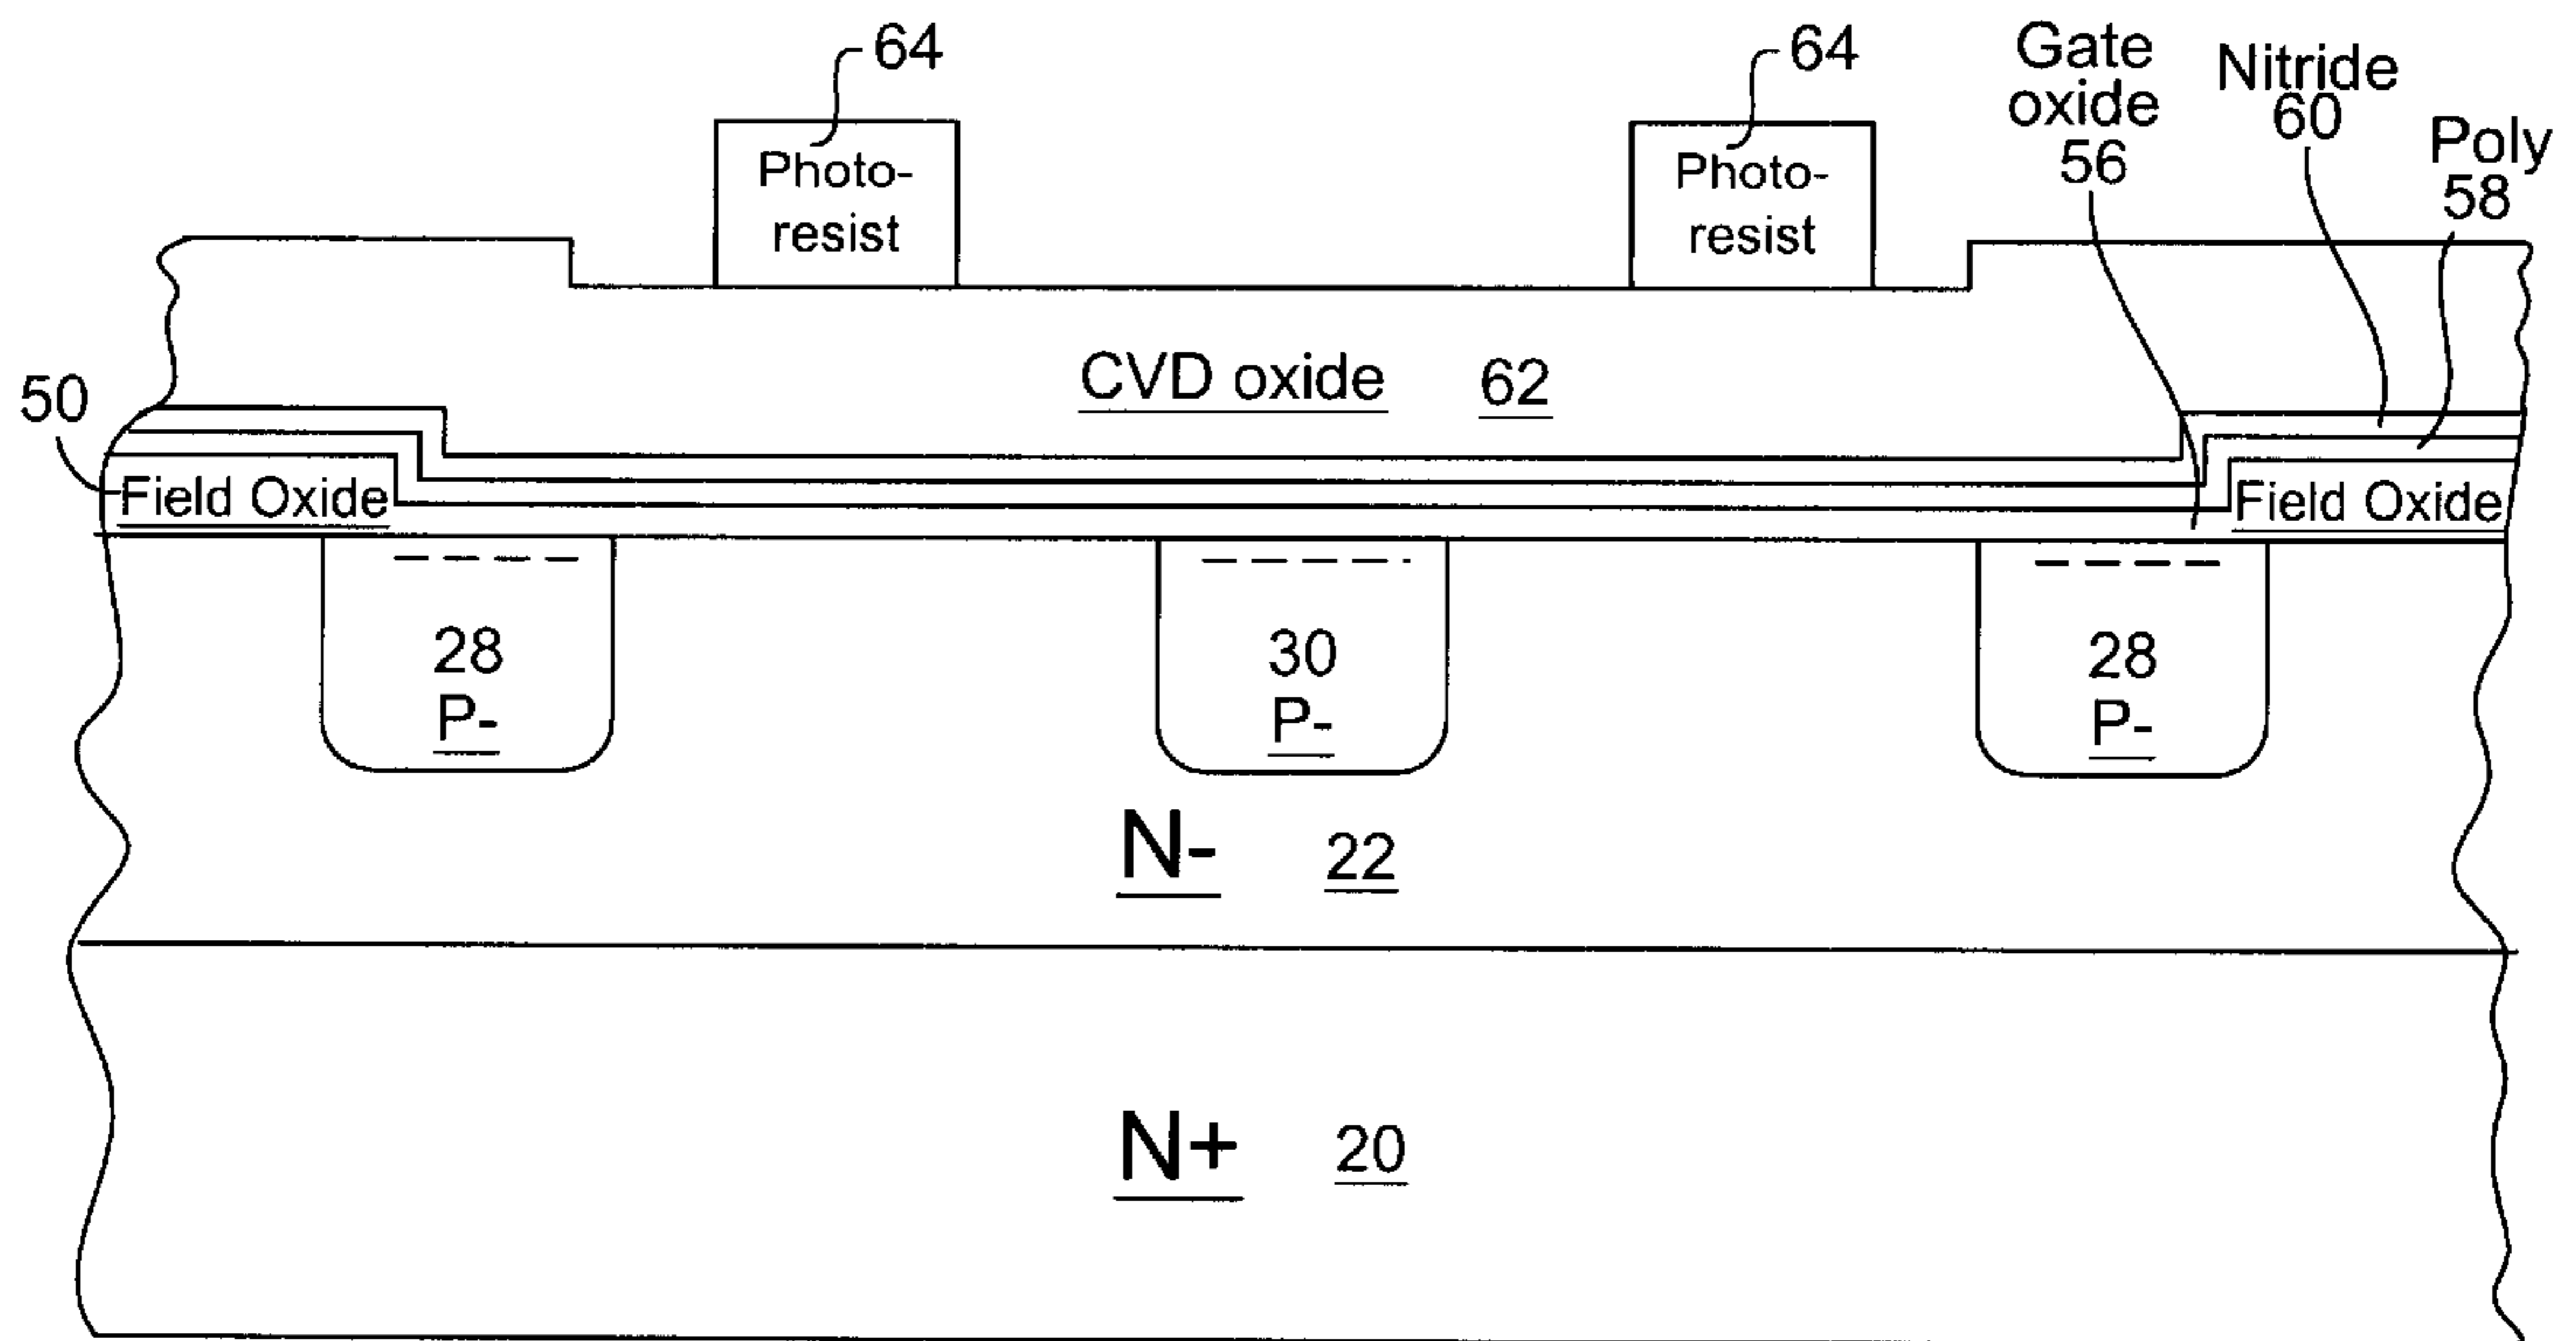 64
64
Gate
oxide
56
Nitride
60
Poly
58
Photo-
resist
Photo-
resist
CVD oxide 62
50
Field Oxide
Field Oxide
28
P-
30
P-
28
P-
N- 22
N+ 20